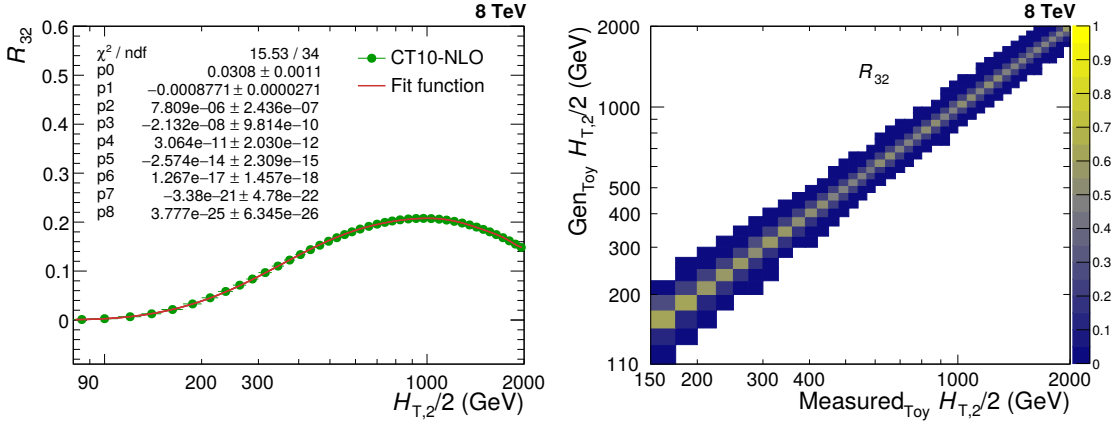 8 TeV
R32
0.6
0.5
0.4
0.3
0.2
0.1
0
χ² / ndf 15.53 / 34
p0 0.0308 ± 0.0011
p1 −0.0008771 ± 0.0000271
p2 7.809e−06 ± 2.436e−07
p3 −2.132e−08 ± 9.814e−10
p4 3.064e−11 ± 2.030e−12
p5 −2.574e−14 ± 2.309e−15
p6 1.267e−17 ± 1.457e−18
p7 −3.38e−21 ± 4.78e−22
p8 3.777e−25 ± 6.345e−26
CT10-NLO
Fit function
90 200 300 1000 2000
HT,2/2 (GeV)
8 TeV
GenToy HT,2/2 (GeV)
2000
1000
500
400
300
200
110
R32
150 200 300 400 1000 2000
MeasuredToy HT,2/2 (GeV)
1
0.9
0.8
0.7
0.6
0.5
0.4
0.3
0.2
0.1
0